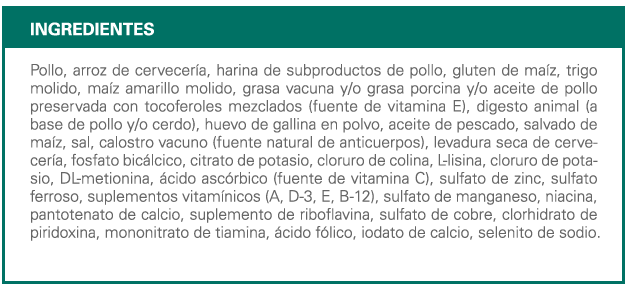 INGREDIENTES
Pollo, arroz de cervecería, harina de subproductos de pollo, gluten de maíz, trigo
molido, maíz amarillo molido, grasa vacuna y/o grasa porcina y/o aceite de pollo
preservada con tocoferoles mezclados (fuente de vitamina E), digesto animal (a
base de pollo y/o cerdo), huevo de gallina en polvo, aceite de pescado, salvado de
maíz, sal, calostro vacuno (fuente natural de anticuerpos), levadura seca de cerve-
cería, fosfato bicálcico, citrato de potasio, cloruro de colina, L-lisina, cloruro de pota-
sio, DL-metionina, ácido ascórbico (fuente de vitamina C), sulfato de zinc, sulfato
ferroso, suplementos vitamínicos (A, D-3, E, B-12), sulfato de manganeso, niacina,
pantotenato de calcio, suplemento de riboflavina, sulfato de cobre, clorhidrato de
piridoxina, mononitrato de tiamina, ácido fólico, iodato de calcio, selenito de sodio.